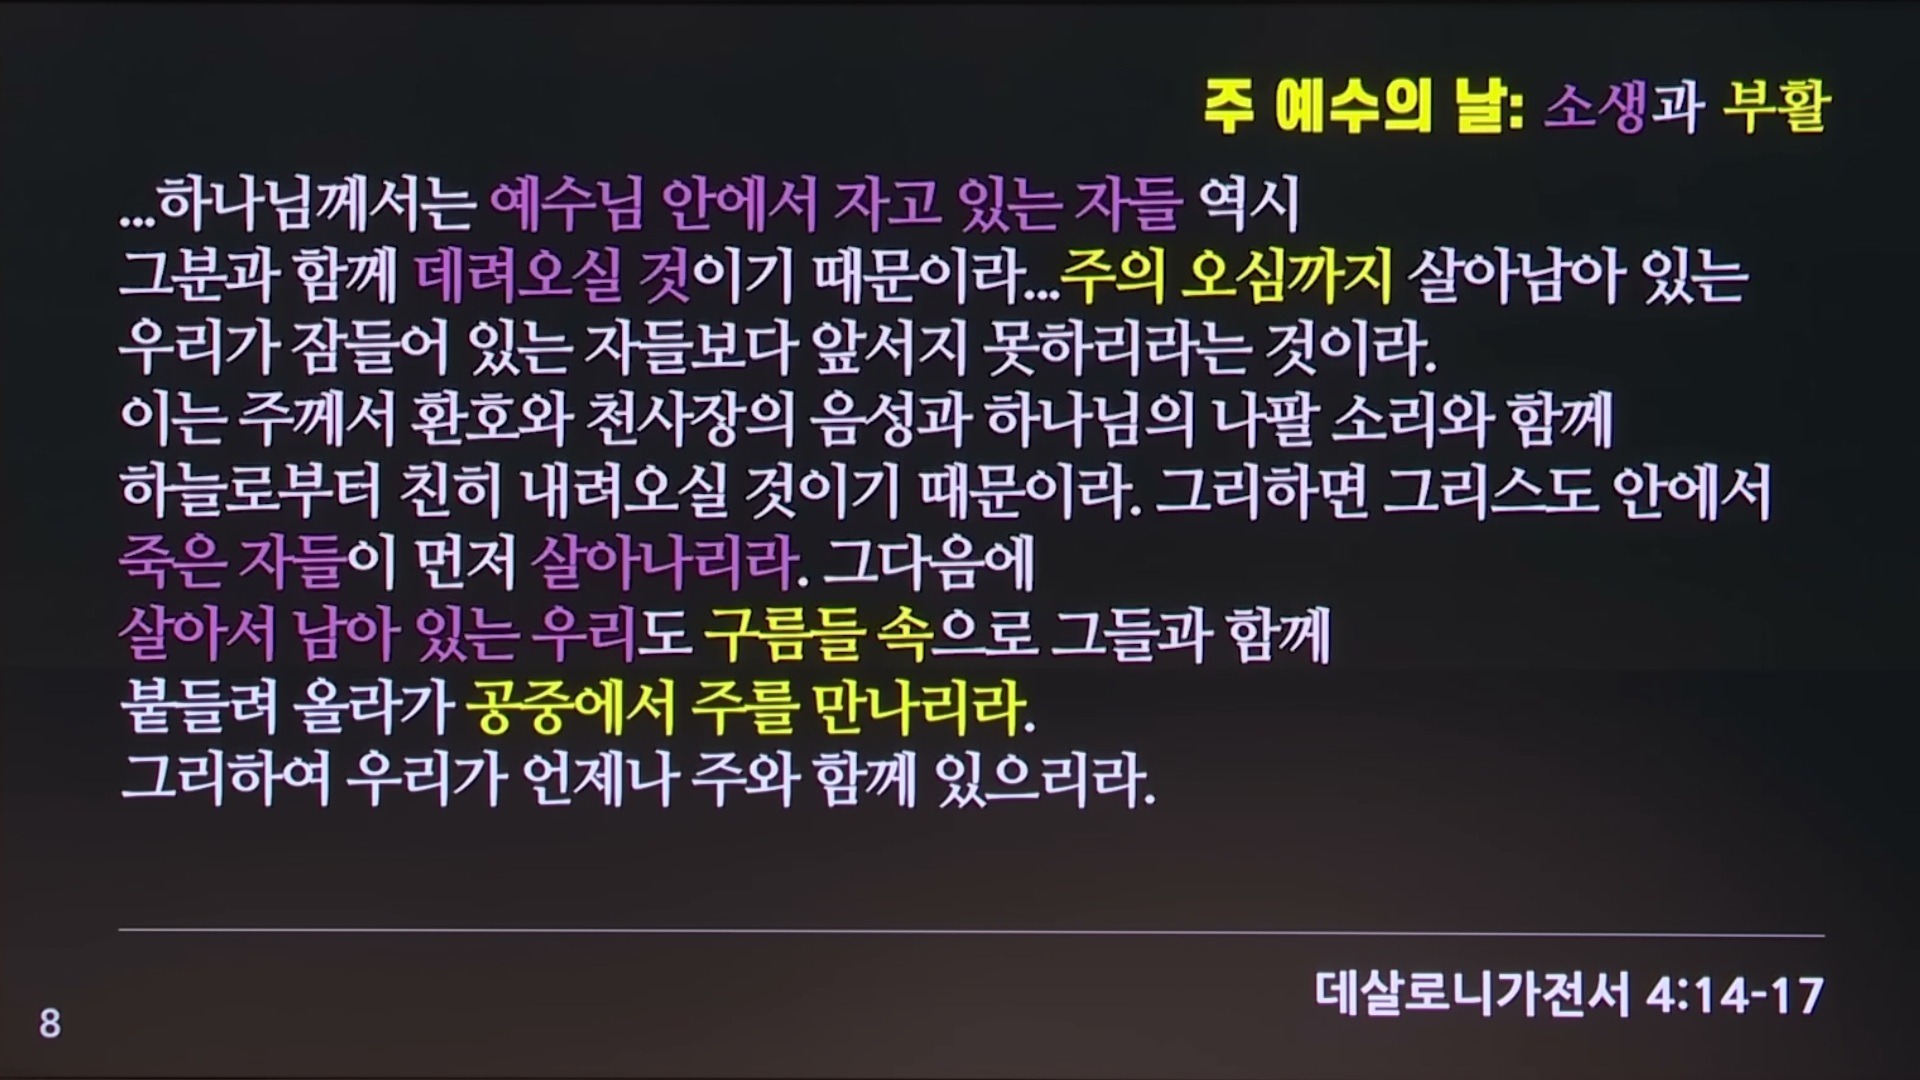 주 예수의 날: 소생과 부활
...하나님께서는 예수님 안에서 자고 있는 자들 역시
그분과 함께 데려오실 것이기 때문이라...주의 오심까지 살아남아 있는
우리가 잠들어 있는 자들보다 앞서지 못하리라는 것이라.
이는 주께서 환호와 천사장의 음성과 하나님의 나팔 소리와 함께
하늘로부터 친히 내려오실 것이기 때문이라. 그리하면 그리스도 안에서
죽은 자들이 먼저 살아나리라. 그다음에
살아서 남아 있는 우리도 구름들 속으로 그들과 함께
붙들려 올라가 공중에서 주를 만나리라.
그리하여 우리가 언제나 주와 함께 있으리라.
데살로니가전서 4:14-17
8